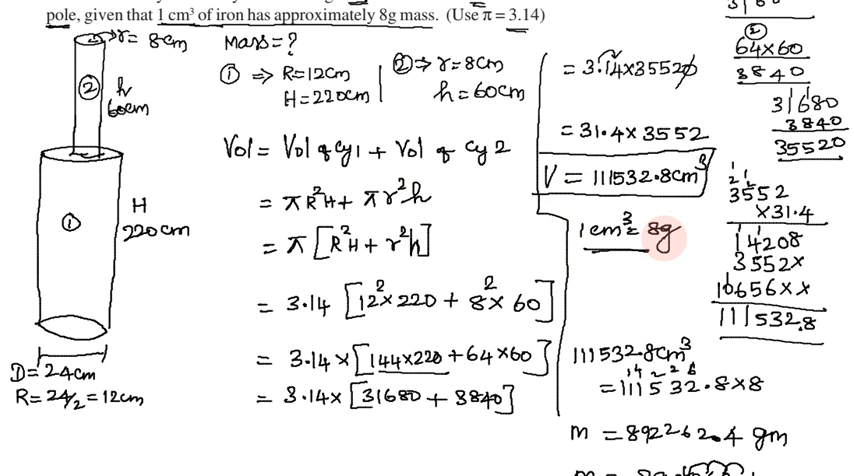 pole, given that 1 cm³ of iron has approximately 8g mass. (Use π = 3.14)
r = 8cm
②
h
60cm
①
H
220cm
D = 24cm
R = 24/2 = 12cm
Mass = ?
① ⇒ R = 12cm
H = 220cm
② ⇒ r = 8cm
h = 60cm
Vol = Vol of cy1 + Vol of cy 2
= πR²H + πr²h
= π[R²H + r²h]
= 3.14 [12² × 220 + 8² × 60]
= 3.14 × [144×220 + 64×60]
= 3.14 × [31680 + 3840]
= 3.14×35520
= 31.4 × 3552
V = 111532.8cm³
1cm³ = 8g
111532.8cm³
= 111532.8×8
m = 892262.4 gm
②
64×60
3840
31680
3840
35520
3552
×31.4
14208
3552×
10656××
111532.8